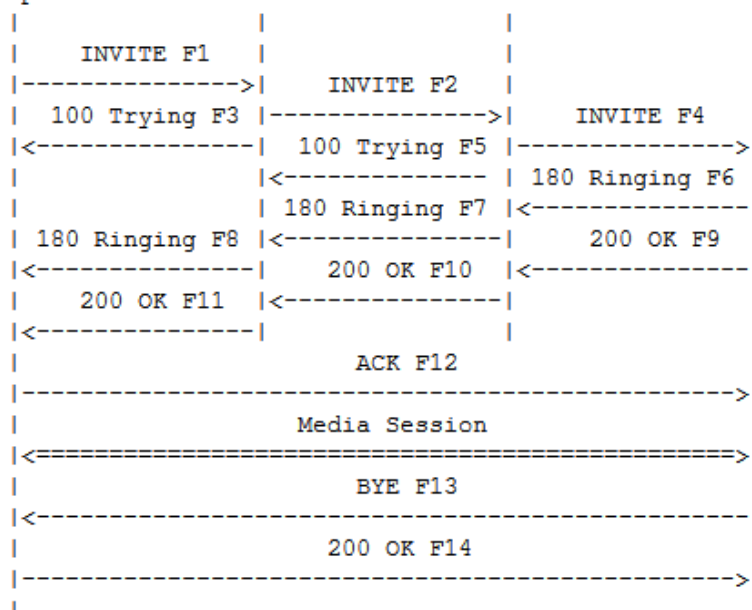 |                    |                    |
|     INVITE F1      |                    |
|--------------->|     INVITE F2      |
|  100 Trying F3 |--------------->|     INVITE F4
|<---------------|  100 Trying F5 |--------------->
|                |<-------------- | 180 Ringing F6
|                | 180 Ringing F7 |<---------------
| 180 Ringing F8 |<---------------|     200 OK F9
|<---------------|    200 OK F10  |<---------------
|    200 OK F11  |<---------------|
|<---------------|                |
|                      ACK F12
|------------------------------------------------->
|                  Media Session
|<================================================>
|                      BYE F13
|<-------------------------------------------------
|                    200 OK F14
|------------------------------------------------->
|